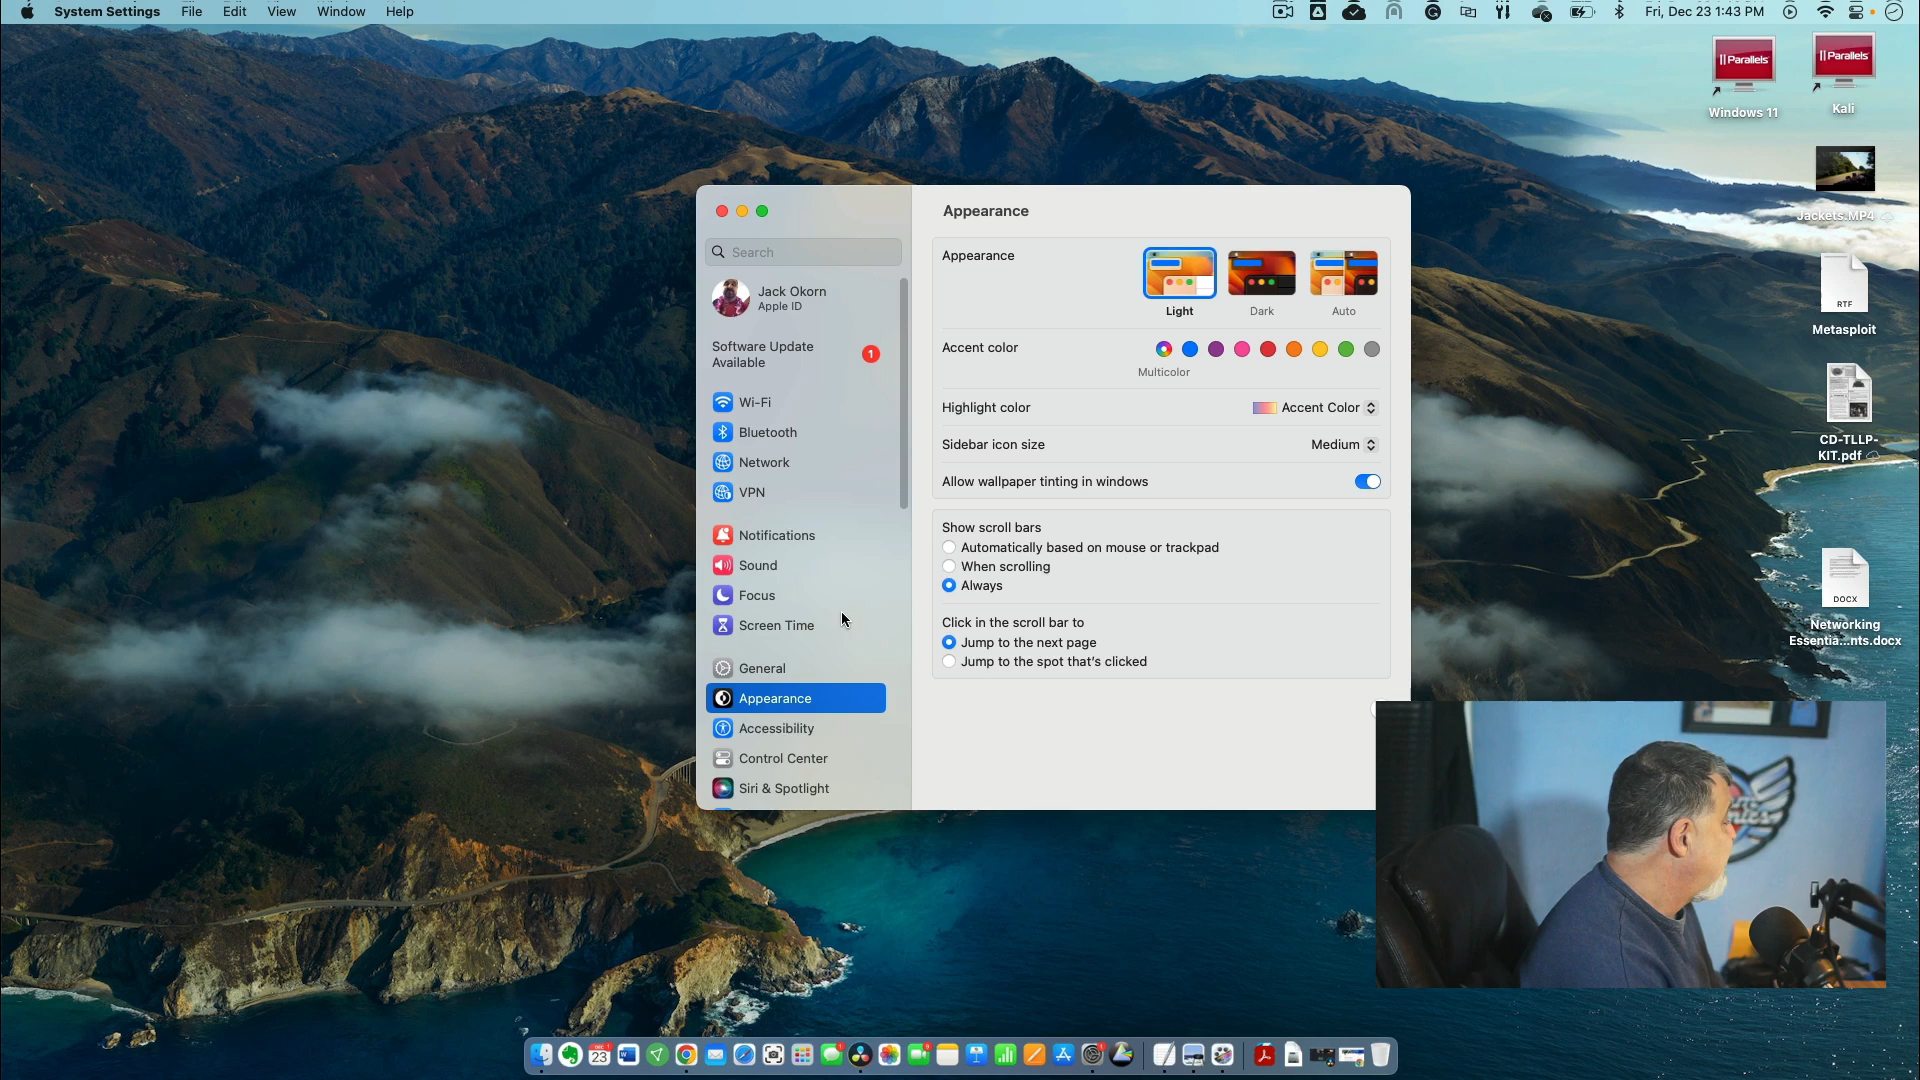 System Settings File Edit View Window Help
Fri, Dec 23 1:43 PM
Parallels
Windows 11
Parallels
Kali
Jackets.MP4
RTF
Metasploit
CD-TLLP-
KIT.pdf
DOCX
Networking
Essentia...nts.docx
Search
Jack Okorn
Apple ID
Software Update
Available
1
Wi-Fi
Bluetooth
Network
VPN
Notifications
Sound
Focus
Screen Time
General
Appearance
Accessibility
Control Center
Siri & Spotlight
Appearance
Appearance
Light
Dark
Auto
Accent color
Multicolor
Highlight color
Accent Color
Sidebar icon size
Medium
Allow wallpaper tinting in windows
Show scroll bars
Automatically based on mouse or trackpad
When scrolling
Always
Click in the scroll bar to
Jump to the next page
Jump to the spot that's clicked
23